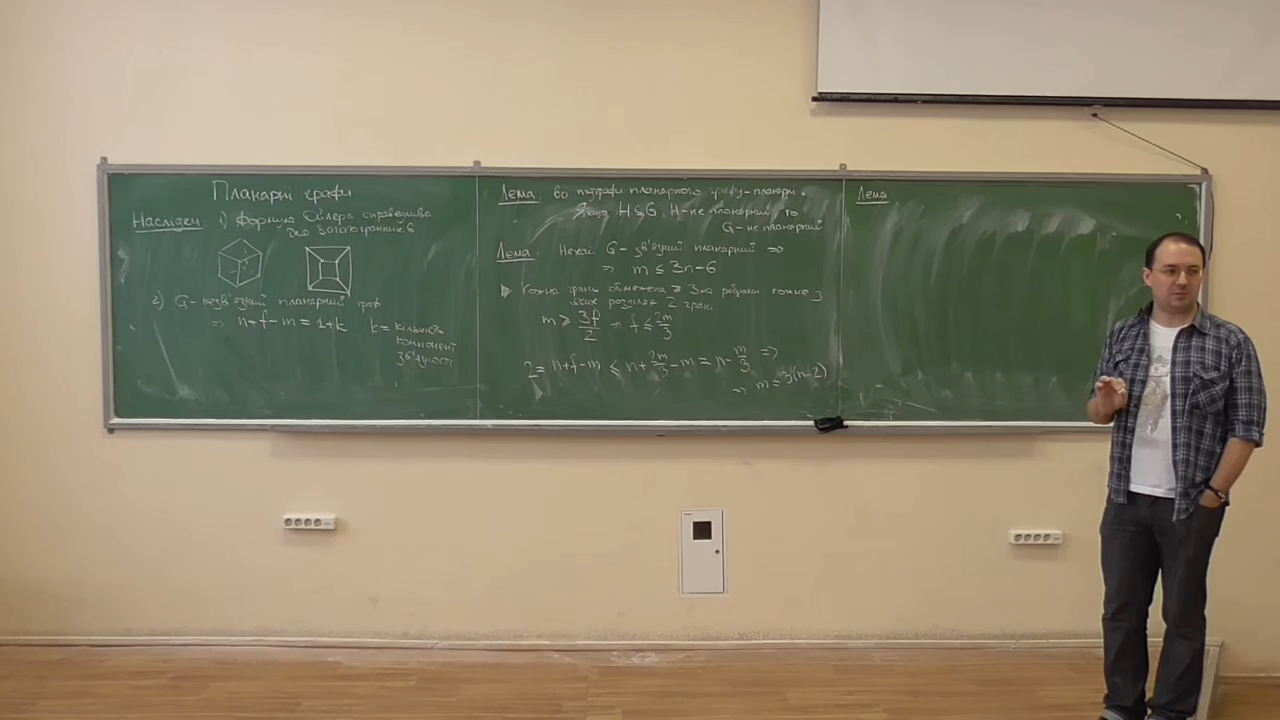 Планарні графи
Наслідки: 1) Формула Ейлера справедлива
для багатогранників
2) G - незв'язний планарний граф
⇒ n+f-m=1+k k = кількість
компонент
зв'язності
Лема. Всі підграфи планарного графу - планарні.
Якщо H ⊆ G, H - не планарний, то
G - не планарний
Лема: Нехай G - зв'язний планарний ⇒
⇒ m ≤ 3n-6
▷ Кожна грань обмежена ≥ 3-ма ребрами кожне з
яких розділяє 2 грані
m ≥ 3f/2 ⇒ f ≤ 2m/3
2 = n+f-m ≤ n + 2m/3 - m = n - m/3 ⇒
⇒ m ≤ 3(n-2)
Лема: